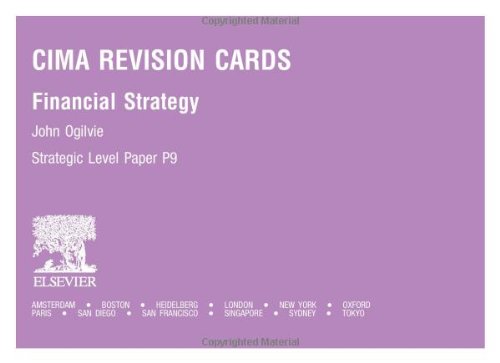 Copyrighted Material
CIMA REVISION CARDS
Financial Strategy
John Ogilvie
Strategic Level Paper P9
ELSEVIER
AMSTERDAM • BOSTON • HEIDELBERG • LONDON • NEW YORK • OXFORD
PARIS • SAN DIEGO • SAN FRANCISCO • SINGAPORE • SYDNEY • TOKYO
Copyrighted Material